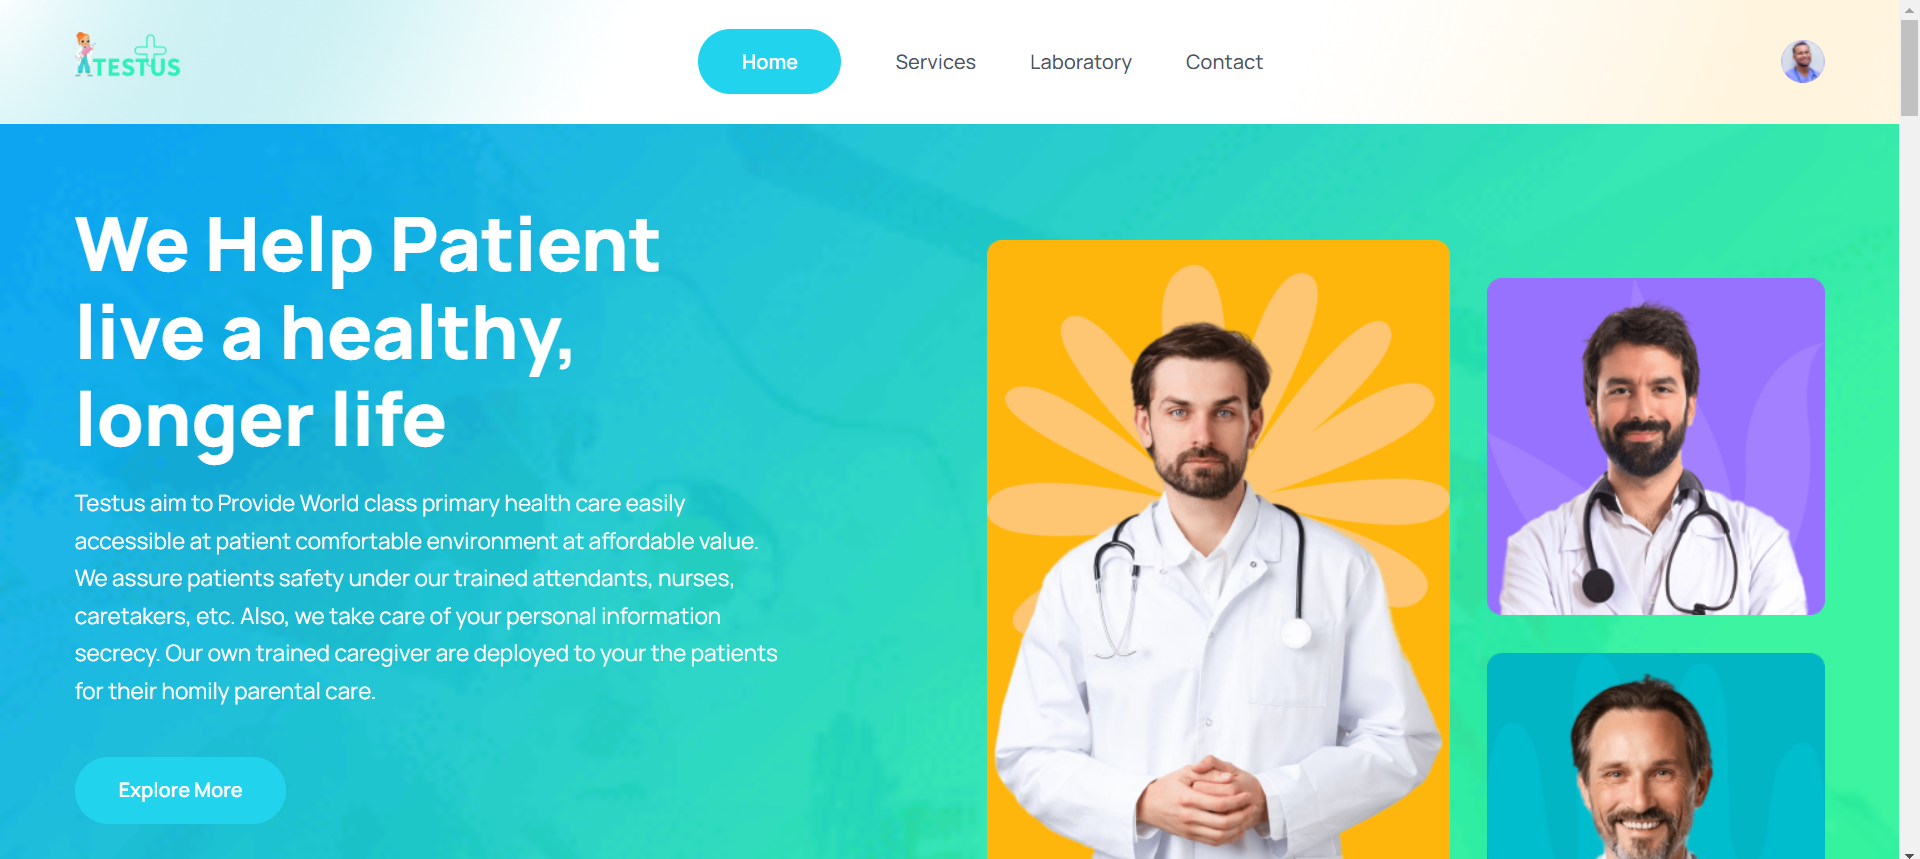 TESTUS
Home
Services
Laboratory
Contact
We Help Patient
live a healthy,
longer life
Testus aim to Provide World class primary health care easily
accessible at patient comfortable environment at affordable value.
We assure patients safety under our trained attendants, nurses,
caretakers, etc. Also, we take care of your personal information
secrecy. Our own trained caregiver are deployed to your the patients
for their homily parental care.
Explore More